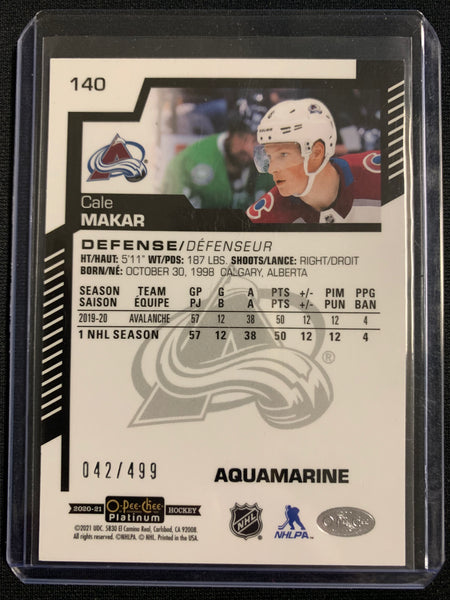 140
Cale
MAKAR
DEFENSE/DÉFENSEUR
HT/HAUT: 5'11" WT/PDS: 187 LBS. SHOOTS/LANCE: RIGHT/DROIT
BORN/NÉ: OCTOBER 30, 1998 CALGARY, ALBERTA
SEASON TEAM GP G A PTS +/- PIM PPG
SAISON ÉQUIPE PJ B A PTS +/- PUN BAN
2019-20 AVALANCHE 57 12 38 50 12 12 4
1 NHL SEASON 57 12 38 50 12 12 4
®
042/499
AQUAMARINE
2020-21 O-Pee-Chee Platinum HOCKEY
©2021 UDC. 5830 El Camino Real, Carlsbad, CA 92008.
All rights reserved. ©NHLPA. © NHL. Printed in the USA.
NHL
NHLPA
O-Pee-Chee